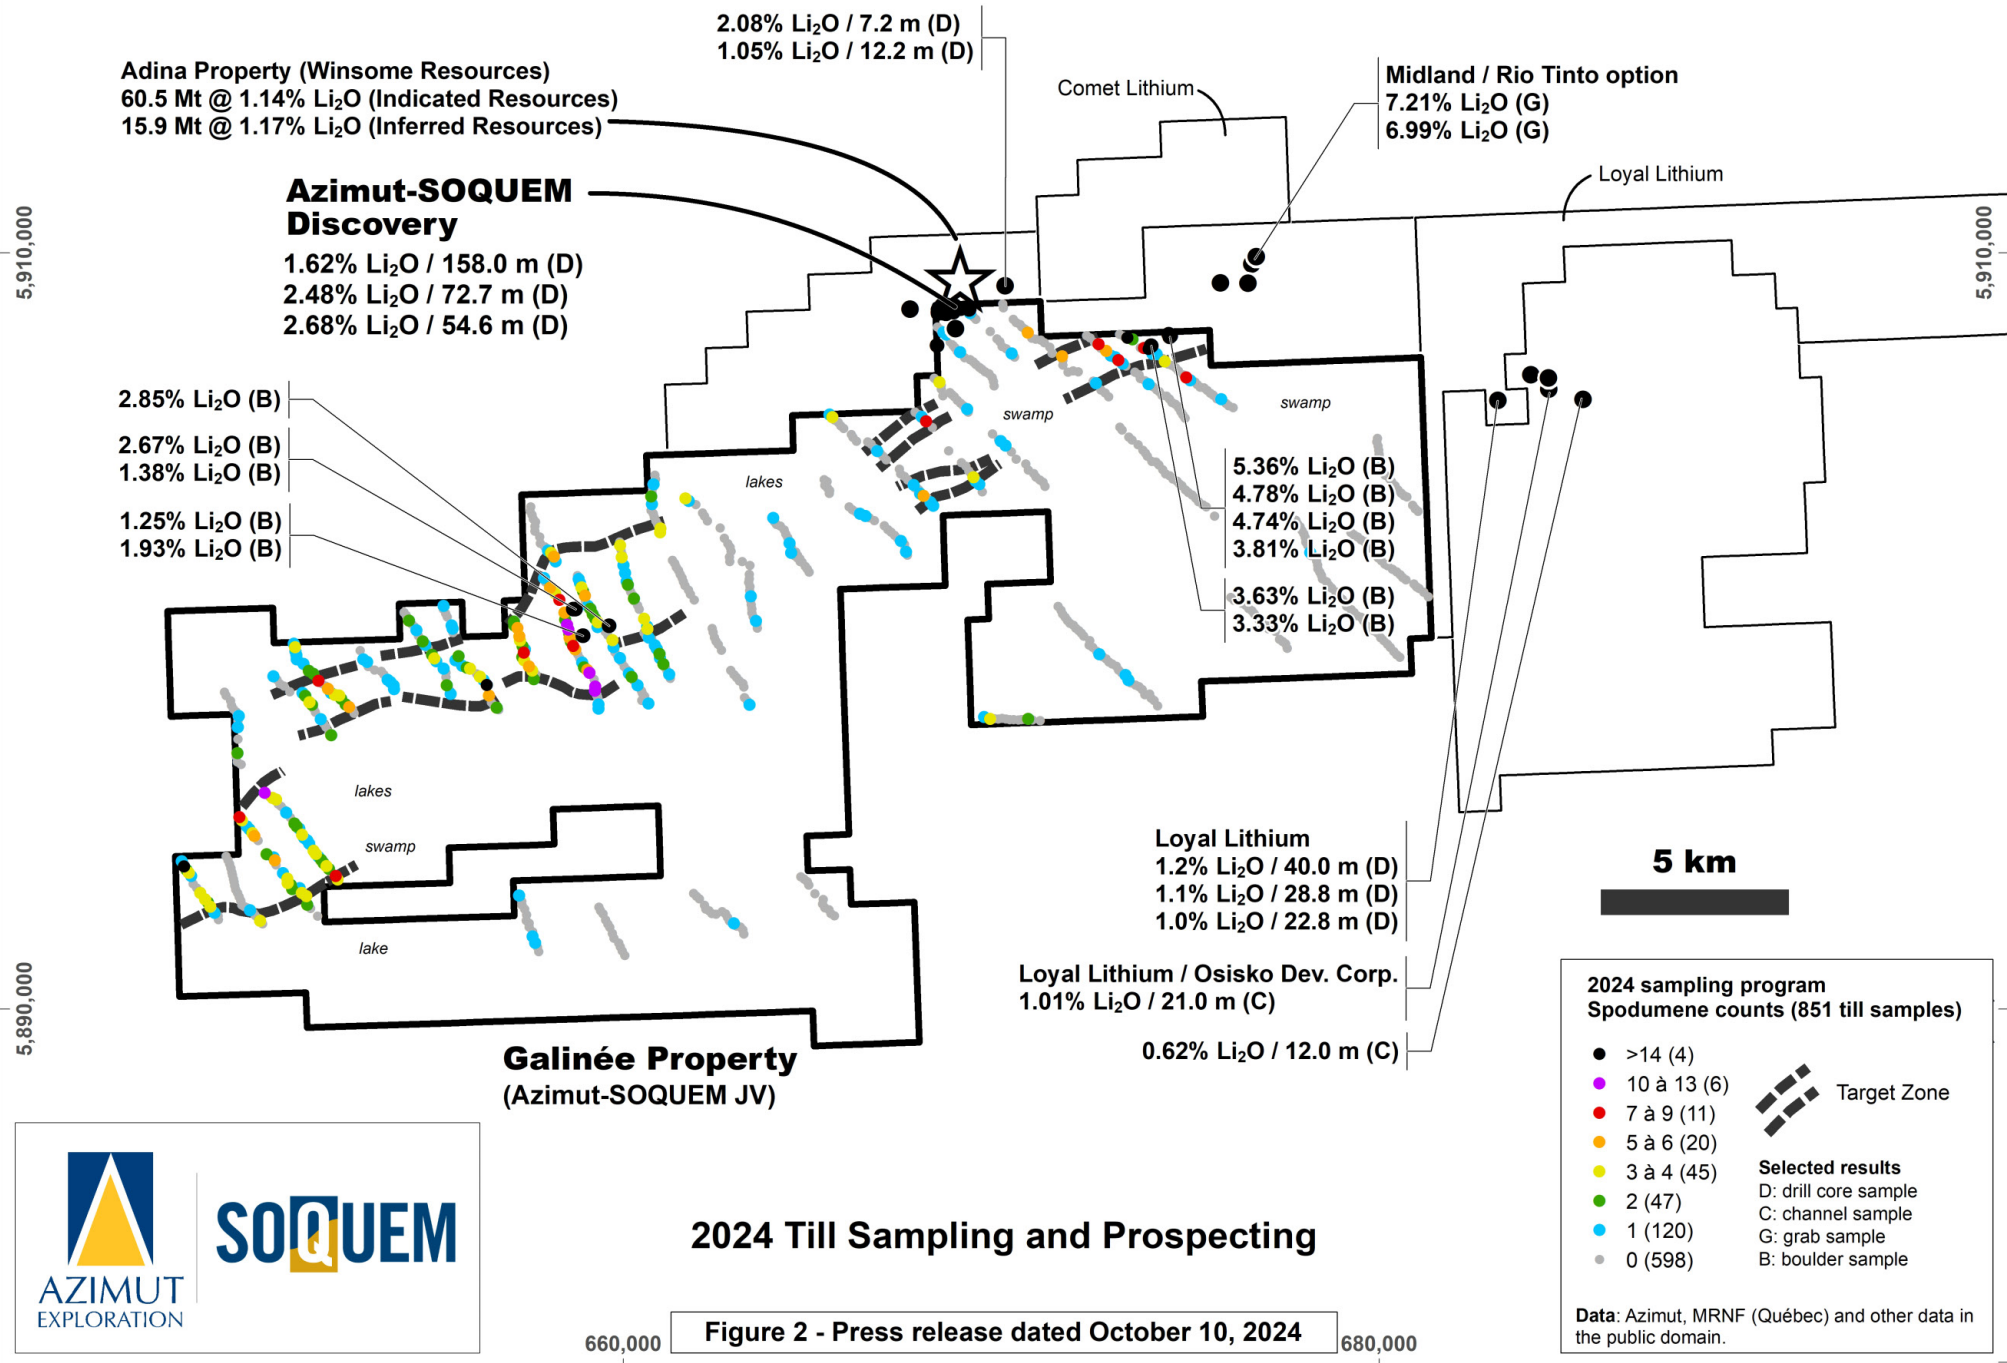 2.08% Li₂O / 7.2 m (D)
1.05% Li₂O / 12.2 m (D)
Adina Property (Winsome Resources)
60.5 Mt @ 1.14% Li₂O (Indicated Resources)
15.9 Mt @ 1.17% Li₂O (Inferred Resources)
Comet Lithium
Midland / Rio Tinto option
7.21% Li₂O (G)
6.99% Li₂O (G)
Loyal Lithium
Azimut-SOQUEM
Discovery
1.62% Li₂O / 158.0 m (D)
2.48% Li₂O / 72.7 m (D)
2.68% Li₂O / 54.6 m (D)
5,910,000
5,910,000
2.85% Li₂O (B)
2.67% Li₂O (B)
1.38% Li₂O (B)
1.25% Li₂O (B)
1.93% Li₂O (B)
swamp
swamp
lakes
5.36% Li₂O (B)
4.78% Li₂O (B)
4.74% Li₂O (B)
3.81% Li₂O (B)
3.63% Li₂O (B)
3.33% Li₂O (B)
lakes
swamp
lake
Loyal Lithium
1.2% Li₂O / 40.0 m (D)
1.1% Li₂O / 28.8 m (D)
1.0% Li₂O / 22.8 m (D)
Loyal Lithium / Osisko Dev. Corp.
1.01% Li₂O / 21.0 m (C)
0.62% Li₂O / 12.0 m (C)
5 km
5,890,000
Galinée Property
(Azimut-SOQUEM JV)
2024 sampling program
Spodumene counts (851 till samples)
>14 (4)
10 à 13 (6)
7 à 9 (11)
5 à 6 (20)
3 à 4 (45)
2 (47)
1 (120)
0 (598)
Target Zone
Selected results
D: drill core sample
C: channel sample
G: grab sample
B: boulder sample
Data: Azimut, MRNF (Québec) and other data in
the public domain.
AZIMUT
EXPLORATION
SOQUEM
2024 Till Sampling and Prospecting
Figure 2 - Press release dated October 10, 2024
660,000
680,000